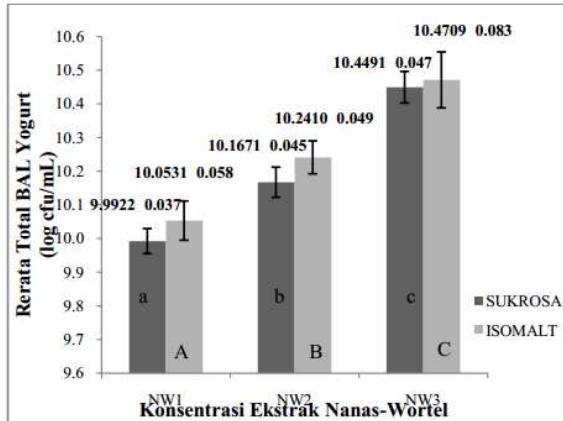 10.6
10.5
10.4
10.3
10.2
10.1
10.0
9.9
9.8
9.7
9.6
Rerata Total BAL Yogurt
(log cfu/mL)
10.4709 0.083
10.4491 0.047
10.2410 0.049
10.1671 0.045
10.0531 0.058
9.9922 0.037
a
A
b
B
c
C
SUKROSA
ISOMALT
NW1
NW2
NW3
Konsentrasi Ekstrak Nanas-Wortel